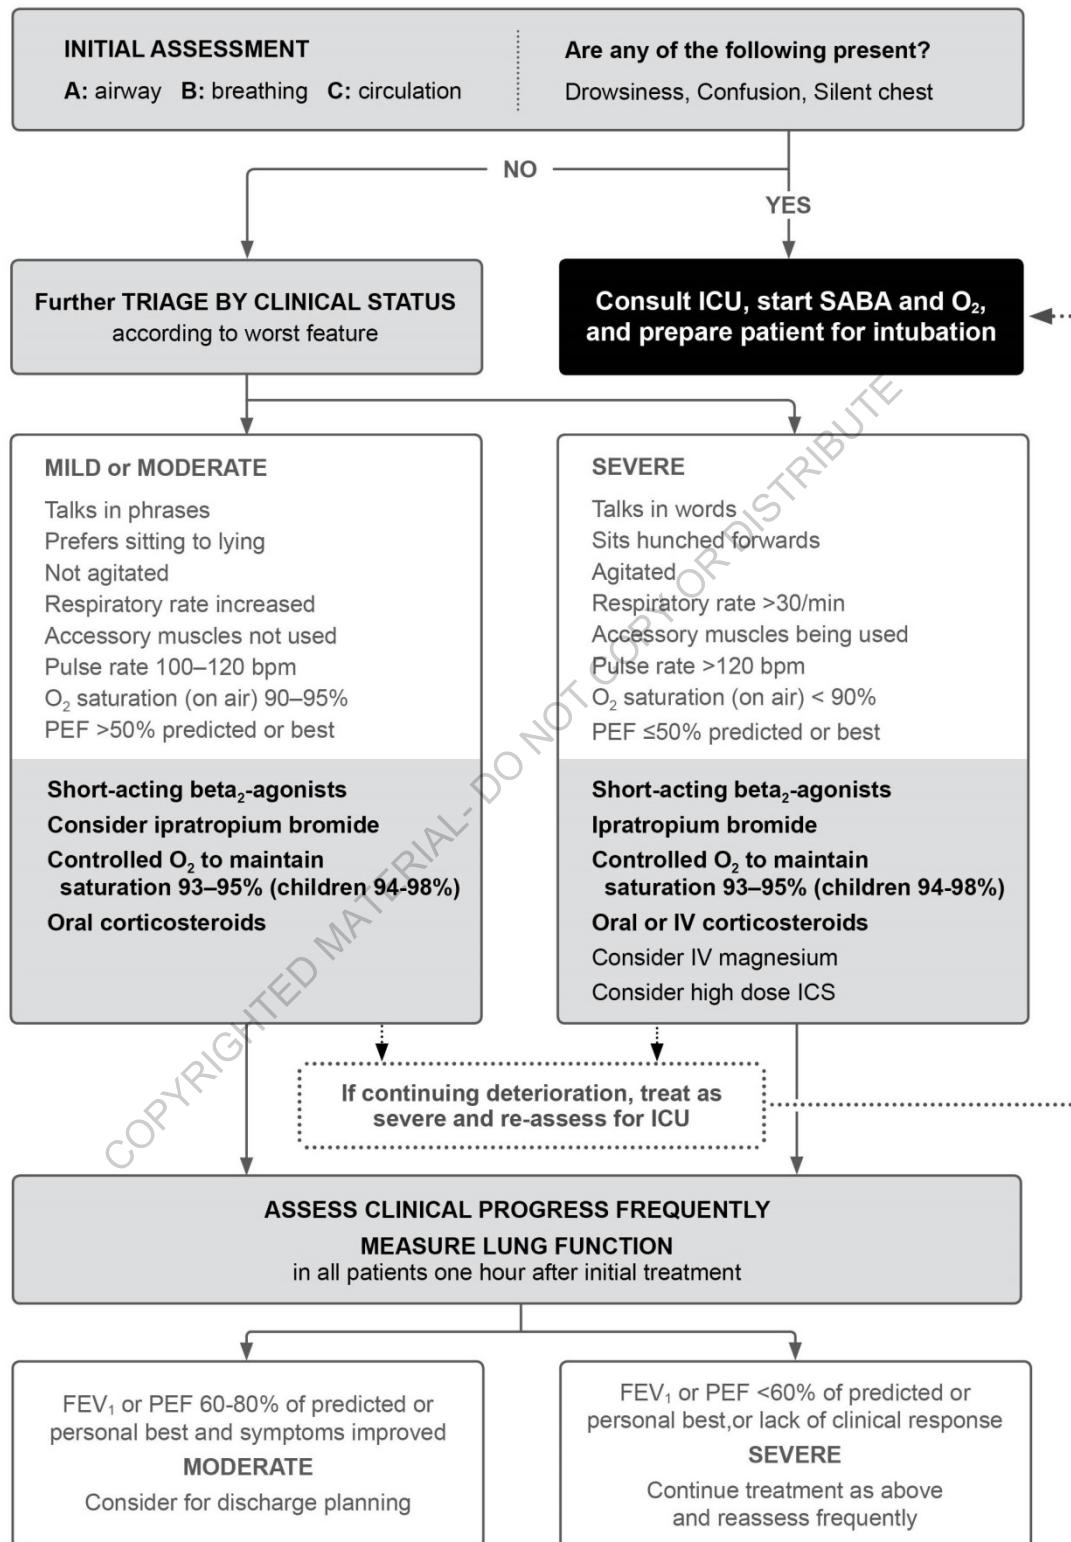 INITIAL ASSESSMENT
A: airway B: breathing C: circulation
Are any of the following present?
Drowsiness, Confusion, Silent chest
NO
YES
Further TRIAGE BY CLINICAL STATUS
according to worst feature
Consult ICU, start SABA and O₂,
and prepare patient for intubation
MILD or MODERATE
Talks in phrases
Prefers sitting to lying
Not agitated
Respiratory rate increased
Accessory muscles not used
Pulse rate 100–120 bpm
O₂ saturation (on air) 90–95%
PEF >50% predicted or best
Short-acting beta₂-agonists
Consider ipratropium bromide
Controlled O₂ to maintain
saturation 93–95% (children 94-98%)
Oral corticosteroids
SEVERE
Talks in words
Sits hunched forwards
Agitated
Respiratory rate >30/min
Accessory muscles being used
Pulse rate >120 bpm
O₂ saturation (on air) < 90%
PEF ≤50% predicted or best
Short-acting beta₂-agonists
Ipratropium bromide
Controlled O₂ to maintain
saturation 93–95% (children 94-98%)
Oral or IV corticosteroids
Consider IV magnesium
Consider high dose ICS
If continuing deterioration, treat as
severe and re-assess for ICU
ASSESS CLINICAL PROGRESS FREQUENTLY
MEASURE LUNG FUNCTION
in all patients one hour after initial treatment
FEV₁ or PEF 60-80% of predicted or
personal best and symptoms improved
MODERATE
Consider for discharge planning
FEV₁ or PEF <60% of predicted or
personal best,or lack of clinical response
SEVERE
Continue treatment as above
and reassess frequently
COPYRIGHTED MATERIAL- DO NOT COPY OR DISTRIBUTE